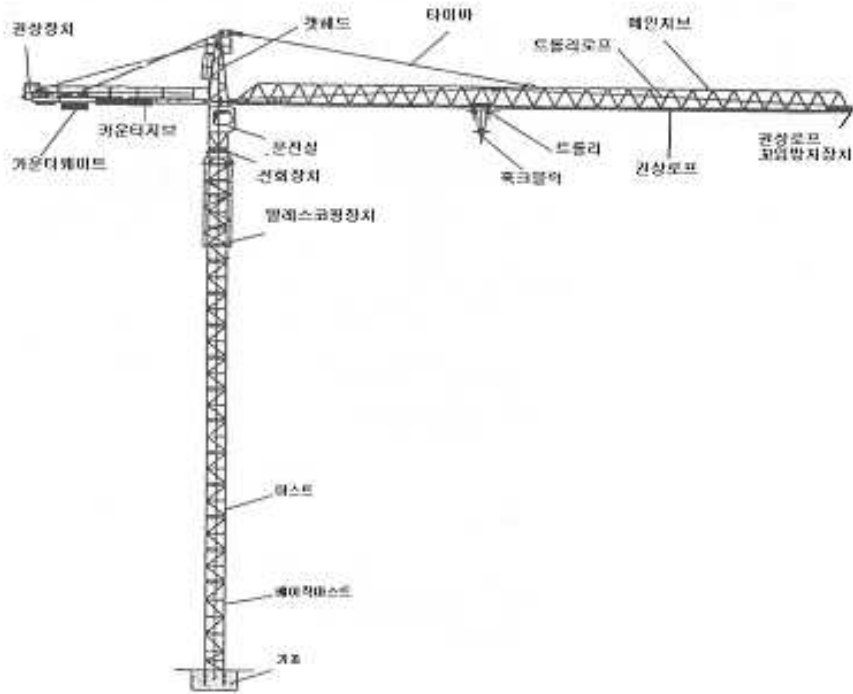 권상장치
캣헤드
타이바
메인지브
트롤리로프
카운터지브
카운터웨이트
운전실
선회장치
트롤리
훅크블럭
권상로프
권상로프
꼬임방지장치
텔레스코핑장치
마스트
베이직마스트
기초